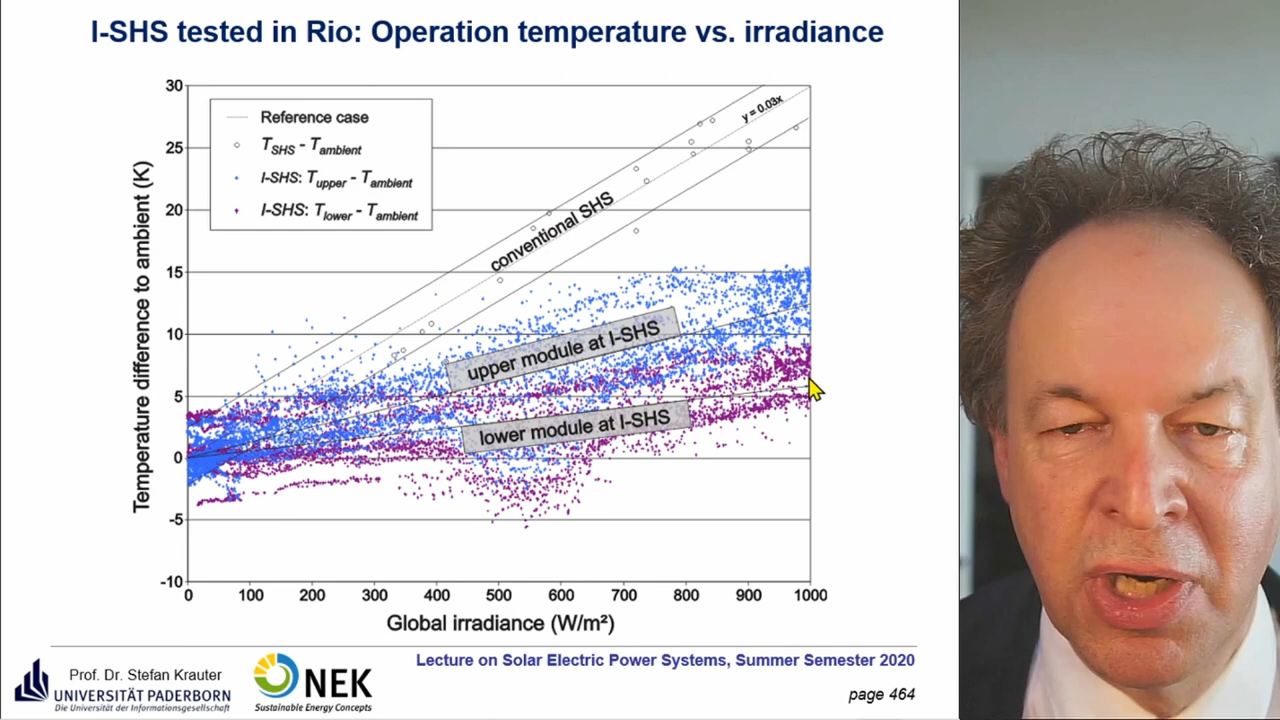 I-SHS tested in Rio: Operation temperature vs. irradiance
30
25
20
15
10
5
0
-5
-10
Temperature difference to ambient (K)
Reference case
T_SHS - T_ambient
I-SHS: T_upper - T_ambient
I-SHS: T_lower - T_ambient
y = 0.03x
conventional SHS
upper module at I-SHS
lower module at I-SHS
0 100 200 300 400 500 600 700 800 900 1000
Global irradiance (W/m²)
Prof. Dr. Stefan Krauter
UNIVERSITÄT PADERBORN
Die Universität der Informationsgesellschaft
NEK
Sustainable Energy Concepts
Lecture on Solar Electric Power Systems, Summer Semester 2020
page 464